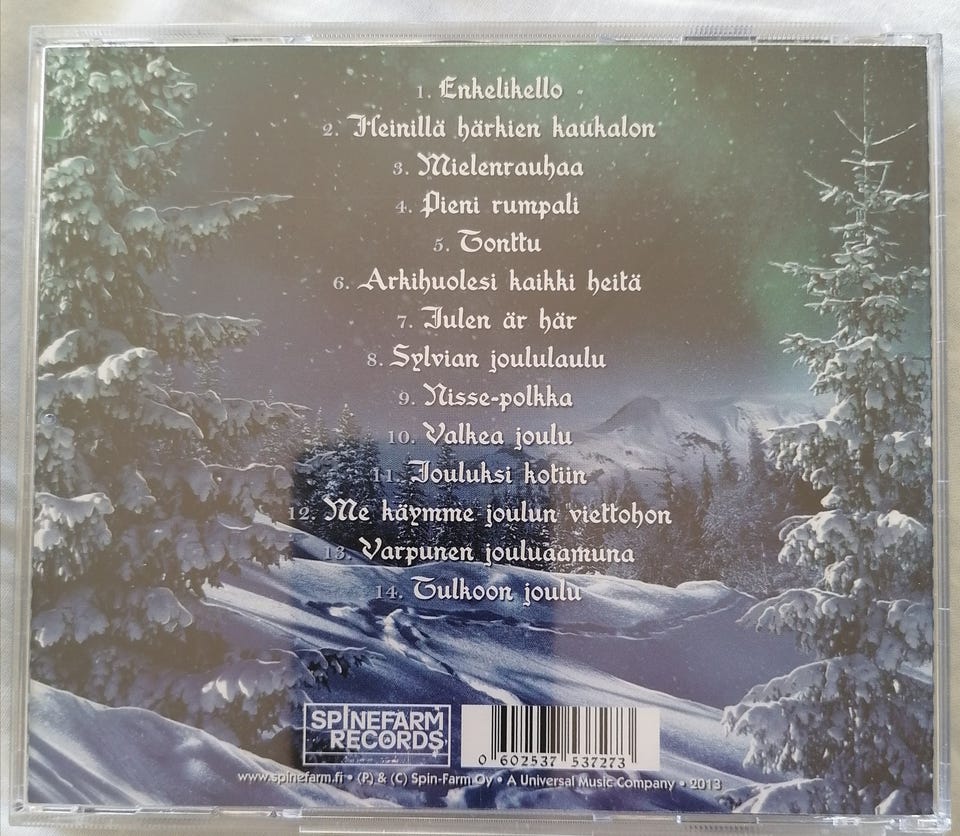 1. Enkelikello
2. Heinillä härkien kaukalon
3. Mielenrauhaa
4. Pieni rumpali
5. Tonttu
6. Arkihuolesi kaikki heitä
7. Julen är här
8. Sylvian joululaulu
9. Nisse-polkka
10. Valkea joulu
11. Jouluksi kotiin
12. Me käymme joulun viettohon
13. Varpunen jouluaamuna
14. Tulkoon joulu
SPINEFARM
RECORDS
0 602537 537273
www.spinefarm.fi • (P) & (C) Spin-Farm Oy • A Universal Music Company • 2013